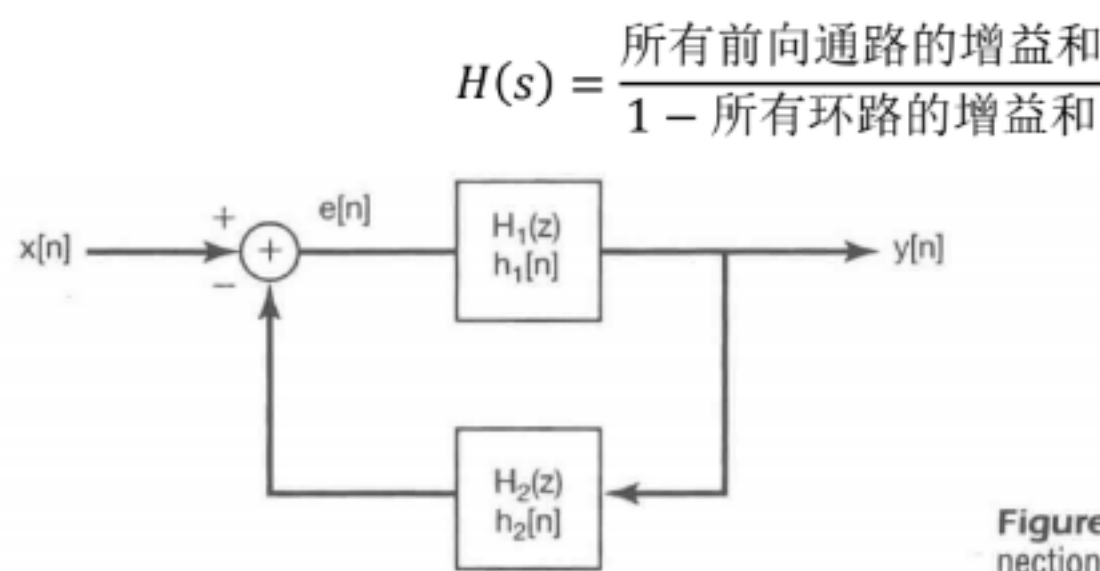 H(s) = 所有前向通路的增益和 / 1 − 所有环路的增益和
+
e[n]
x[n]
+
H₁(z)
h₁[n]
y[n]
−
H₂(z)
h₂[n]
Figure
nection